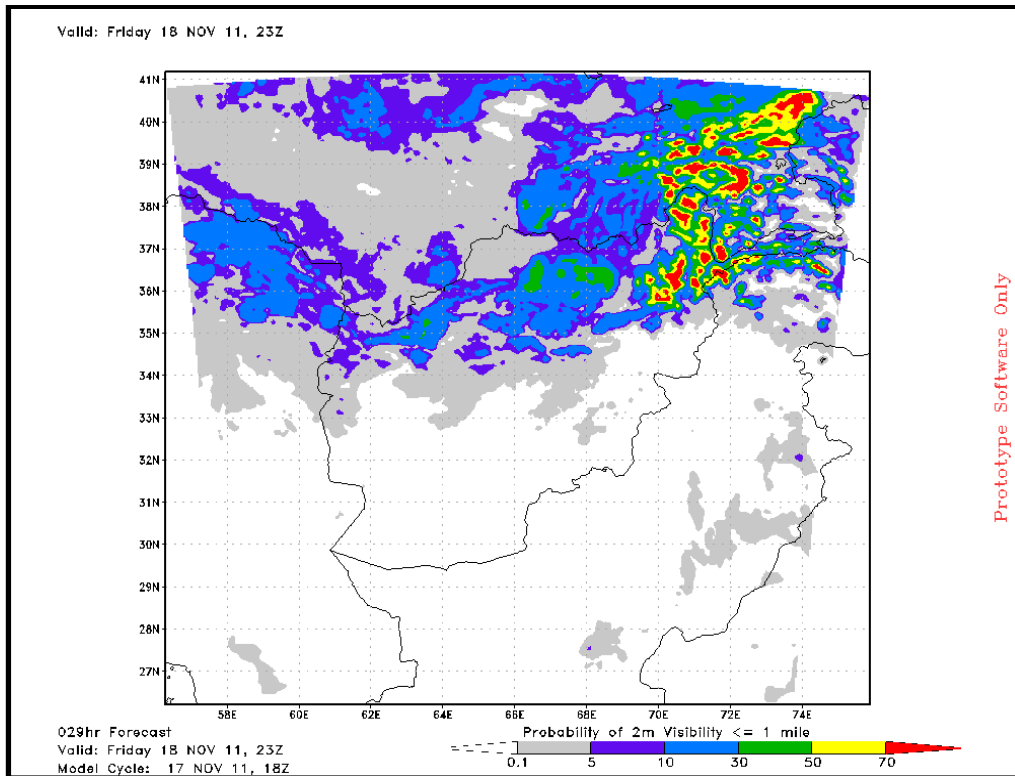 Valid: Friday 18 NOV 11, 23Z
41N
40N
39N
38N
37N
36N
35N
34N
33N
32N
31N
30N
29N
28N
27N
58E 60E 62E 64E 66E 68E 70E 72E 74E
Prototype Software Only
029hr Forecast
Valid: Friday 18 NOV 11, 23Z
Model Cycle: 17 NOV 11, 18Z
Probability of 2m Visibility <= 1 mile
0.1 5 10 30 50 70